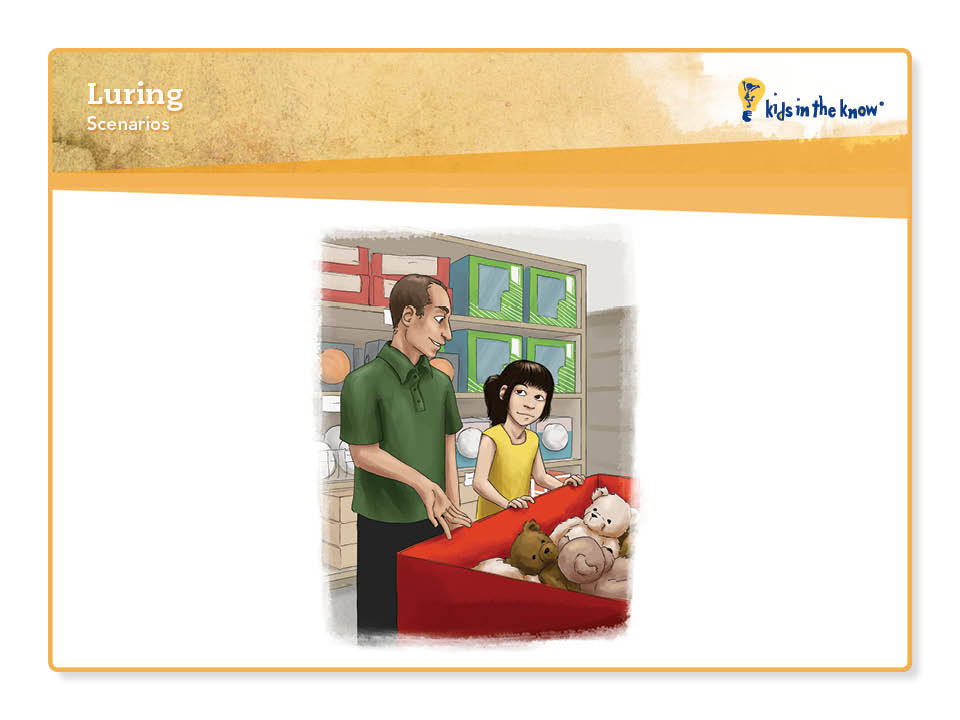 Luring
Scenarios
kids in the know